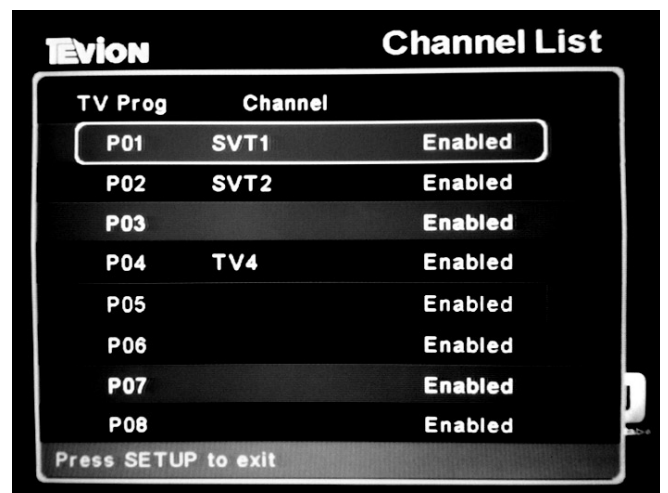 TEVION
Channel List
TV Prog Channel
P01 SVT1 Enabled
P02 SVT2 Enabled
P03 Enabled
P04 TV4 Enabled
P05 Enabled
P06 Enabled
P07 Enabled
P08 Enabled
Press SETUP to exit